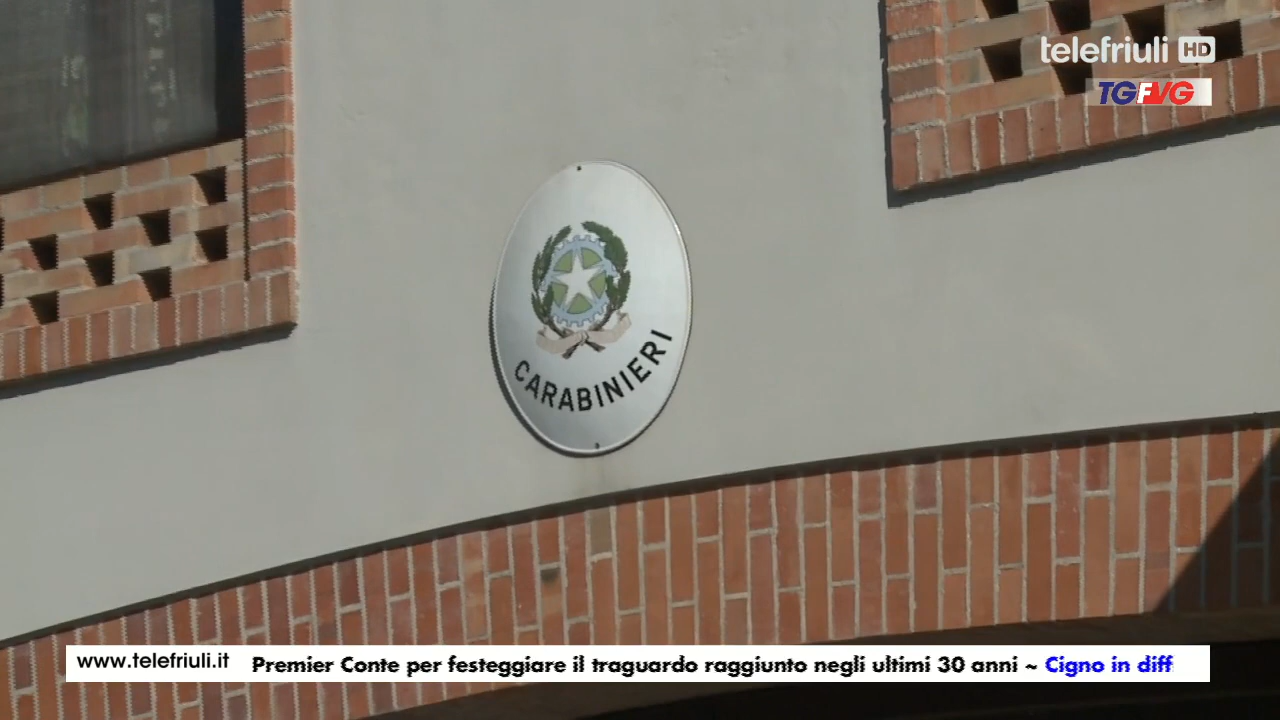 telefriuli HD
TGFVG
CARABINIERI
www.telefriuli.it Premier Conte per festeggiare il traguardo raggiunto negli ultimi 30 anni ~ Cigno in diff